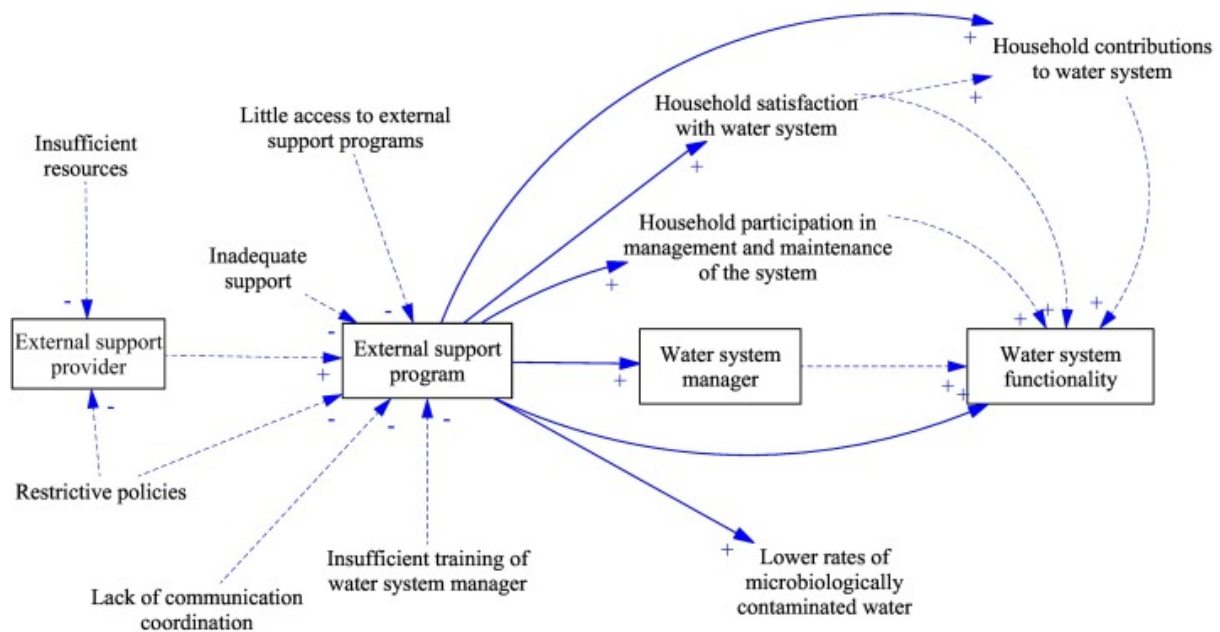 Household contributions
to water system
+
Household satisfaction
with water system
+
+
Little access to external
support programs
Insufficient
resources
Household participation in
management and maintenance
of the system
+
Inadequate
support
-
-
-
+
+
+
External support
provider
External support
program
Water system
manager
Water system
functionality
+
+
+
+
-
-
-
-
Restrictive policies
Insufficient training of
water system manager
+
Lower rates of
microbiologically
contaminated water
Lack of communication
coordination